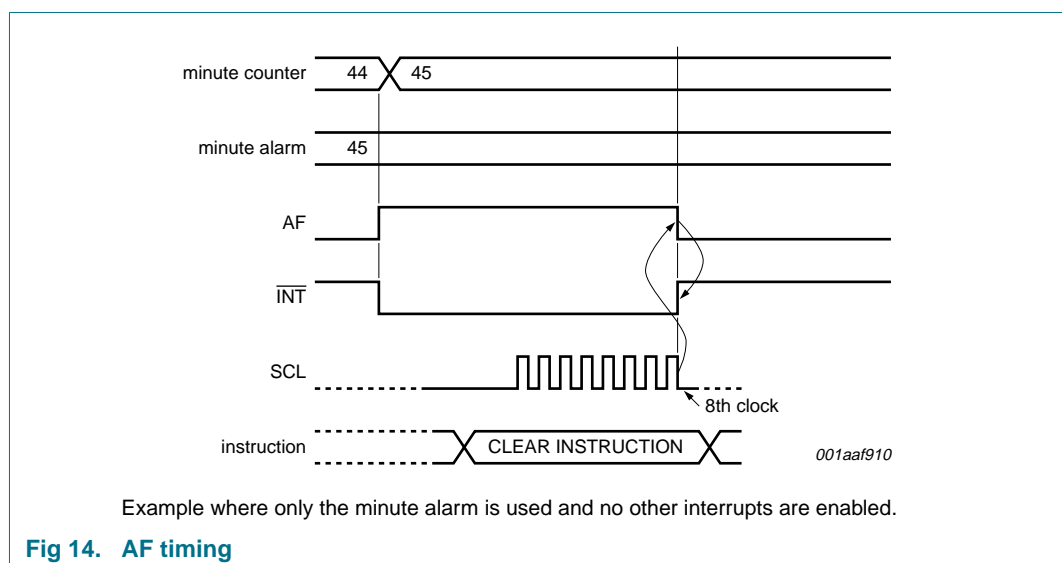 minute counter 44 45
minute alarm 45
AF
INT
SCL
8th clock
instruction CLEAR INSTRUCTION 001aaf910
Example where only the minute alarm is used and no other interrupts are enabled.
Fig 14. AF timing